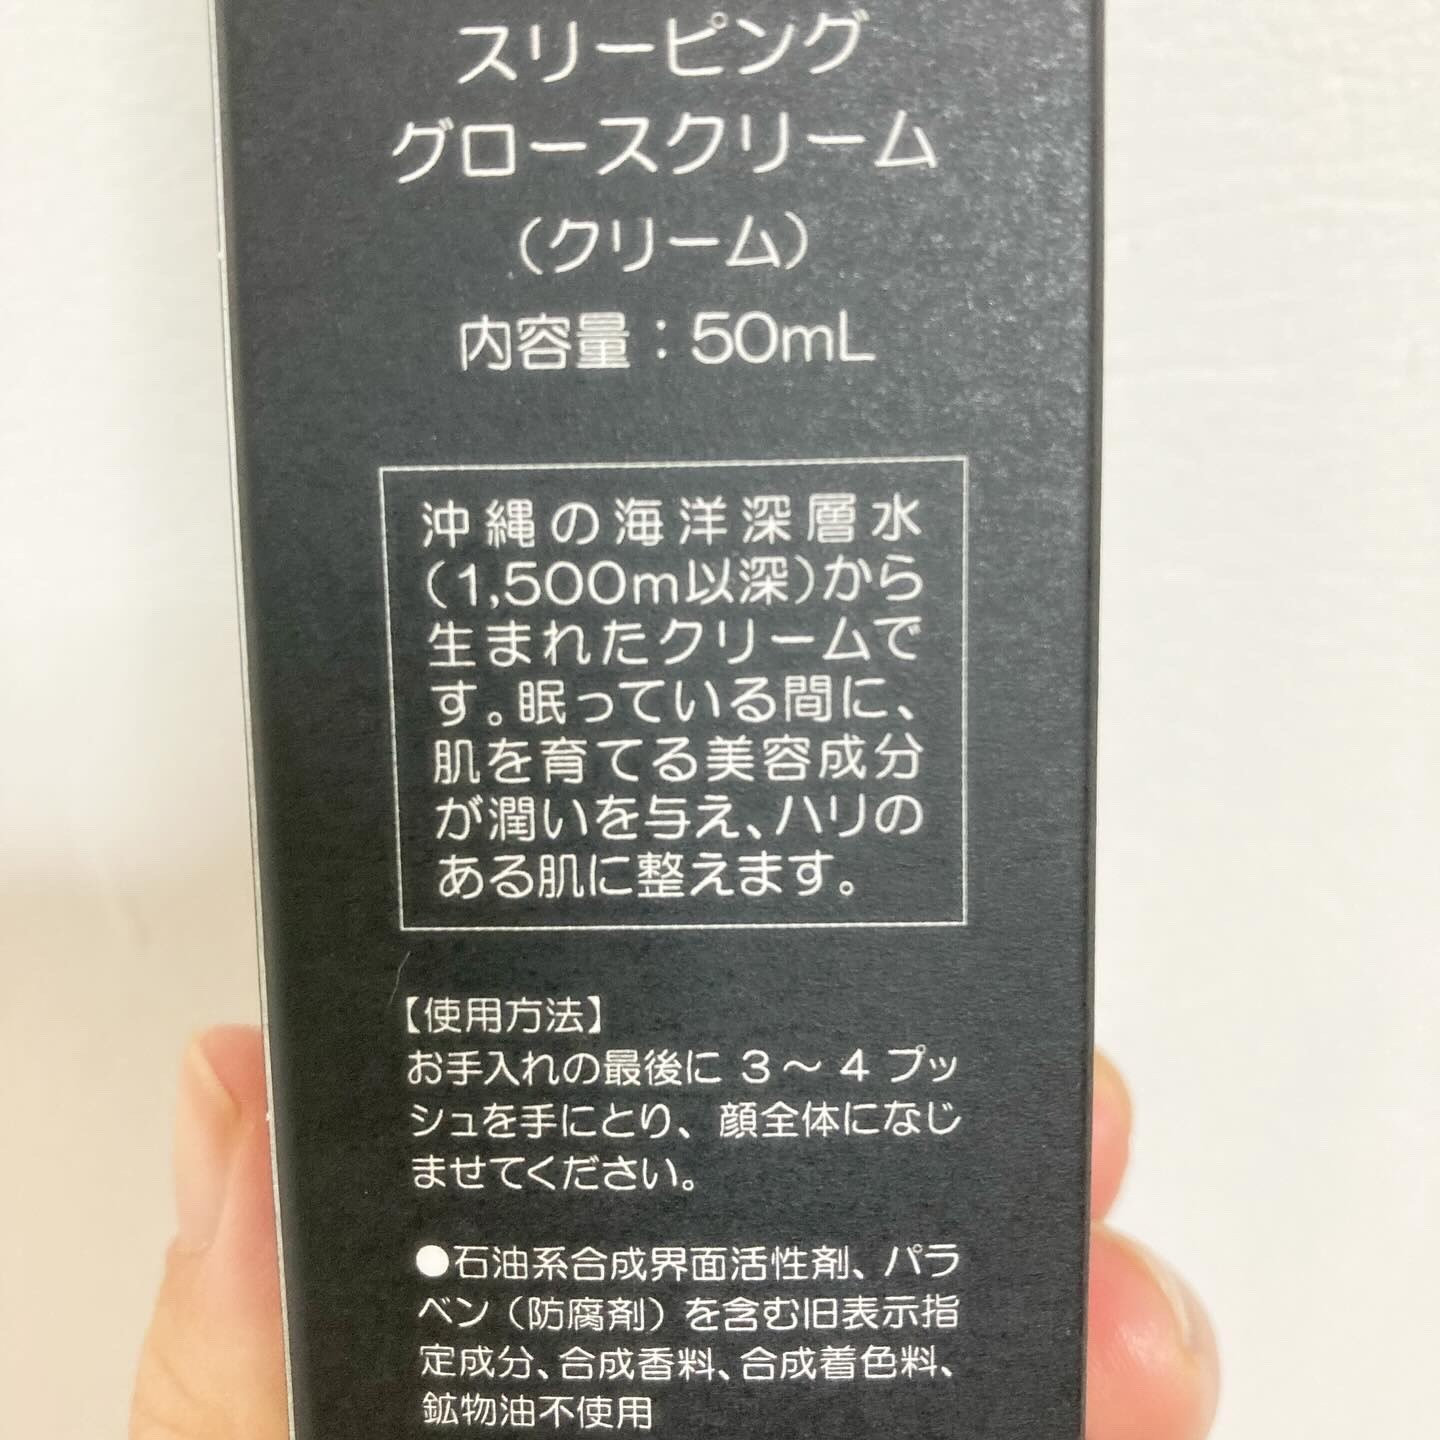 スリーピング
グロースクリーム
（クリーム）
内容量：50mL
沖縄の海洋深層水
（1,500m以深）から
生まれたクリームで
す。眠っている間に、
肌を育てる美容成分
が潤いを与え、ハリの
ある肌に整えます。
【使用方法】
お手入れの最後に 3〜4 プッ
シュを手にとり、顔全体になじ
ませてください。
●石油系合成界面活性剤、パラ
ベン（防腐剤）を含む旧表示指
定成分、合成香料、合成着色料、
鉱物油不使用